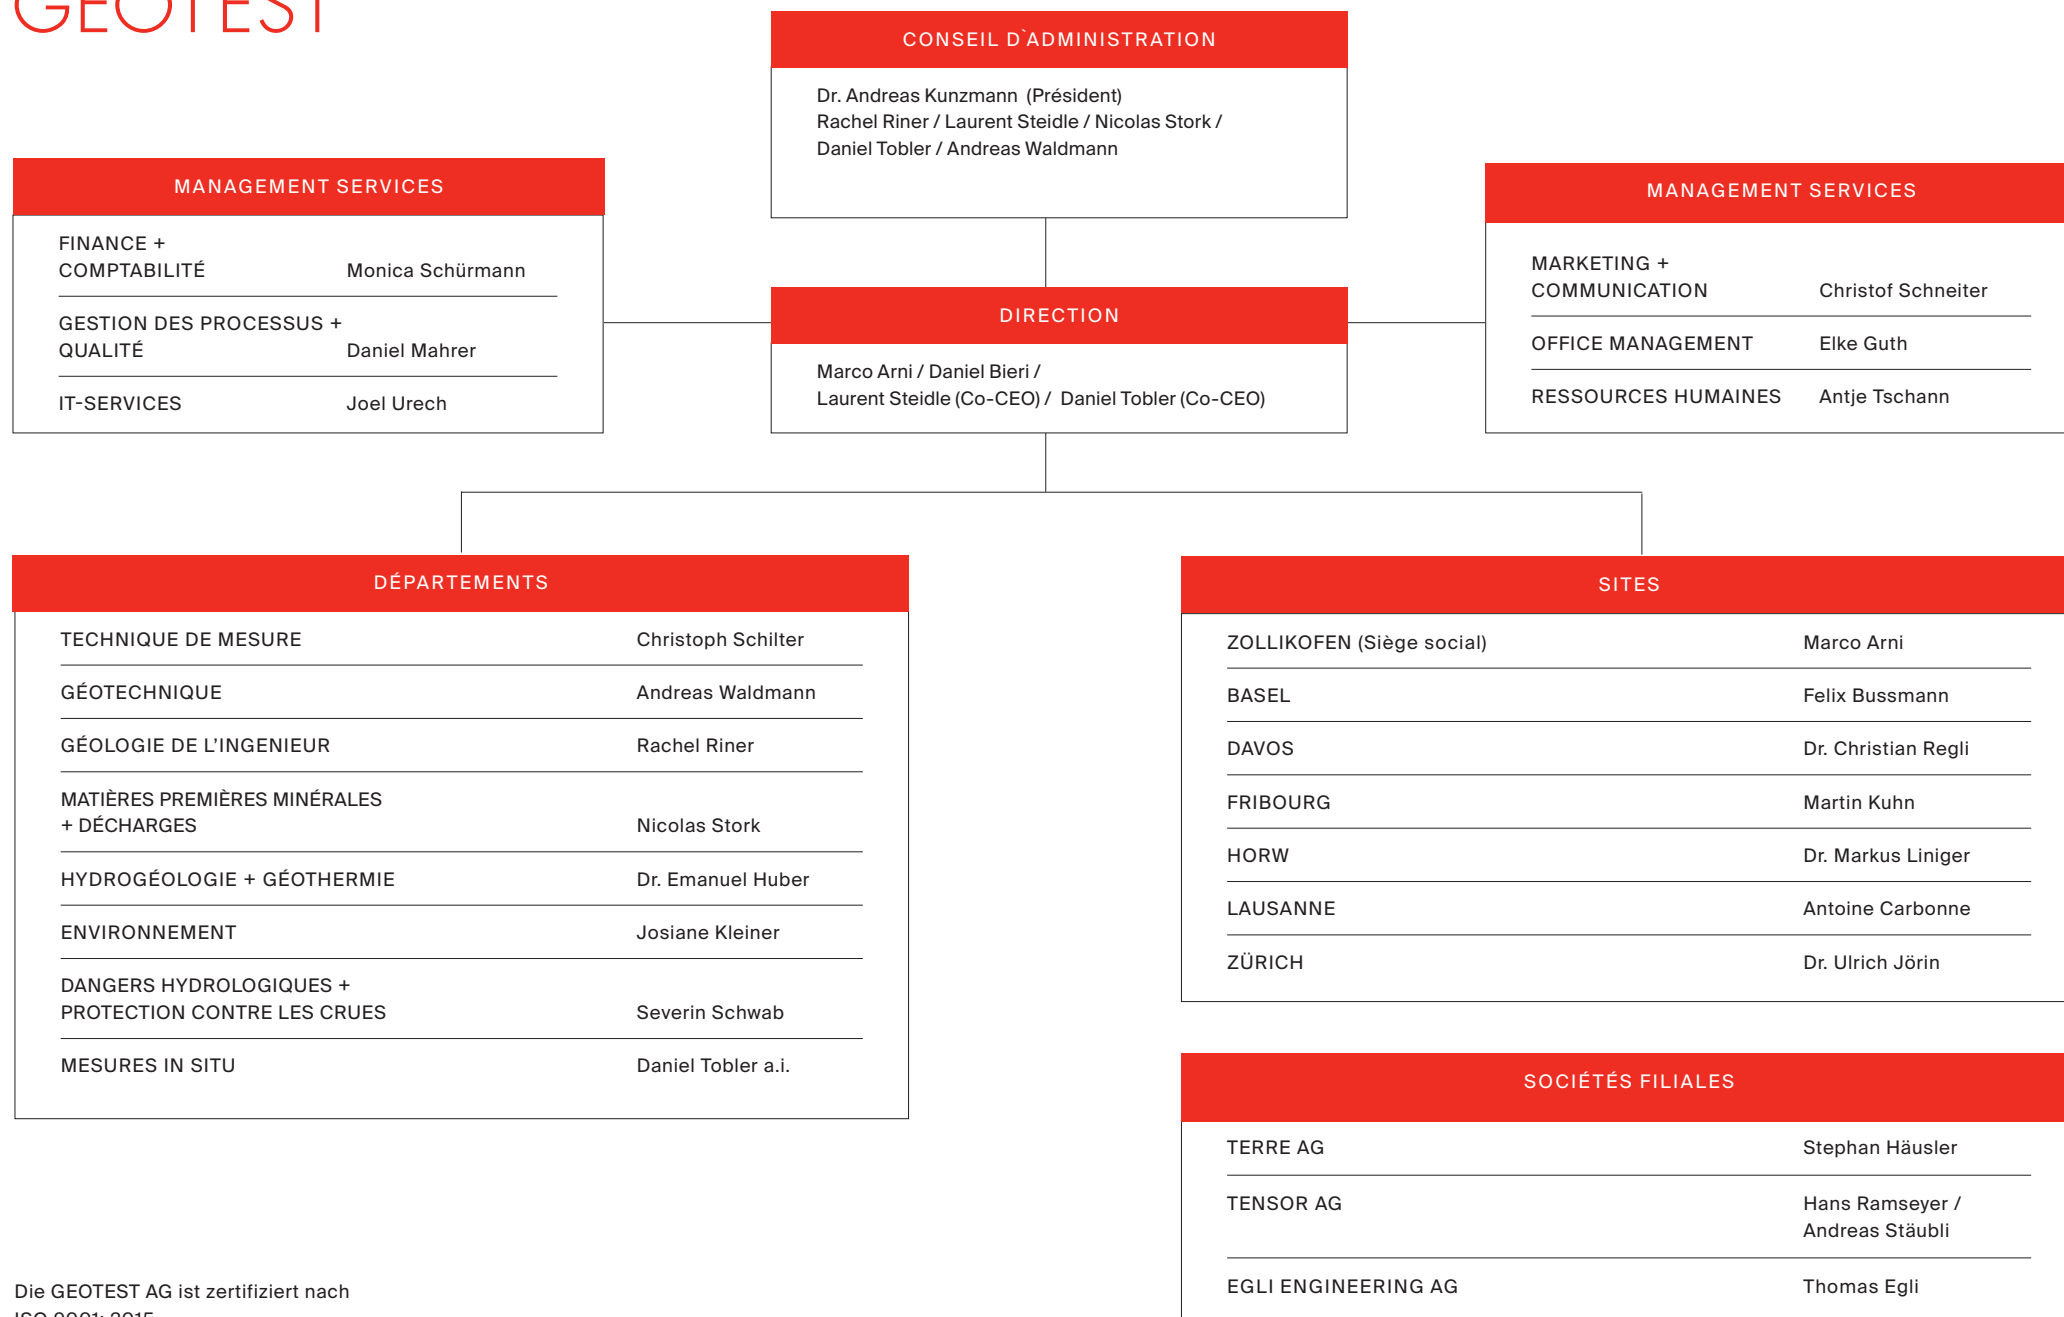 GEOTEST
CONSEIL D`ADMINISTRATION
Dr. Andreas Kunzmann (Président)
Rachel Riner / Laurent Steidle / Nicolas Stork /
Daniel Tobler / Andreas Waldmann
MANAGEMENT SERVICES
FINANCE +
COMPTABILITÉ Monica Schürmann
GESTION DES PROCESSUS +
QUALITÉ Daniel Mahrer
IT-SERVICES Joel Urech
DIRECTION
Marco Arni / Daniel Bieri /
Laurent Steidle (Co-CEO) / Daniel Tobler (Co-CEO)
MANAGEMENT SERVICES
MARKETING +
COMMUNICATION Christof Schneiter
OFFICE MANAGEMENT Elke Guth
RESSOURCES HUMAINES Antje Tschann
DÉPARTEMENTS
TECHNIQUE DE MESURE Christoph Schilter
GÉOTECHNIQUE Andreas Waldmann
GÉOLOGIE DE L’INGENIEUR Rachel Riner
MATIÈRES PREMIÈRES MINÉRALES
+ DÉCHARGES Nicolas Stork
HYDROGÉOLOGIE + GÉOTHERMIE Dr. Emanuel Huber
ENVIRONNEMENT Josiane Kleiner
DANGERS HYDROLOGIQUES +
PROTECTION CONTRE LES CRUES Severin Schwab
MESURES IN SITU Daniel Tobler a.i.
SITES
ZOLLIKOFEN (Siège social) Marco Arni
BASEL Felix Bussmann
DAVOS Dr. Christian Regli
FRIBOURG Martin Kuhn
HORW Dr. Markus Liniger
LAUSANNE Antoine Carbonne
ZÜRICH Dr. Ulrich Jörin
SOCIÉTÉS FILIALES
TERRE AG Stephan Häusler
TENSOR AG Hans Ramseyer /
Andreas Stäubli
EGLI ENGINEERING AG Thomas Egli
Die GEOTEST AG ist zertifiziert nach
ISO 9001: 2015